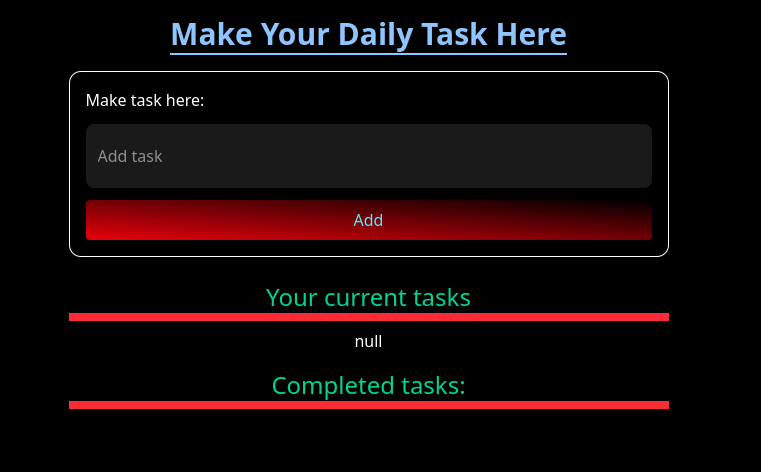 Make Your Daily Task Here
Make task here:
Add task
Add
Your current tasks
null
Completed tasks: